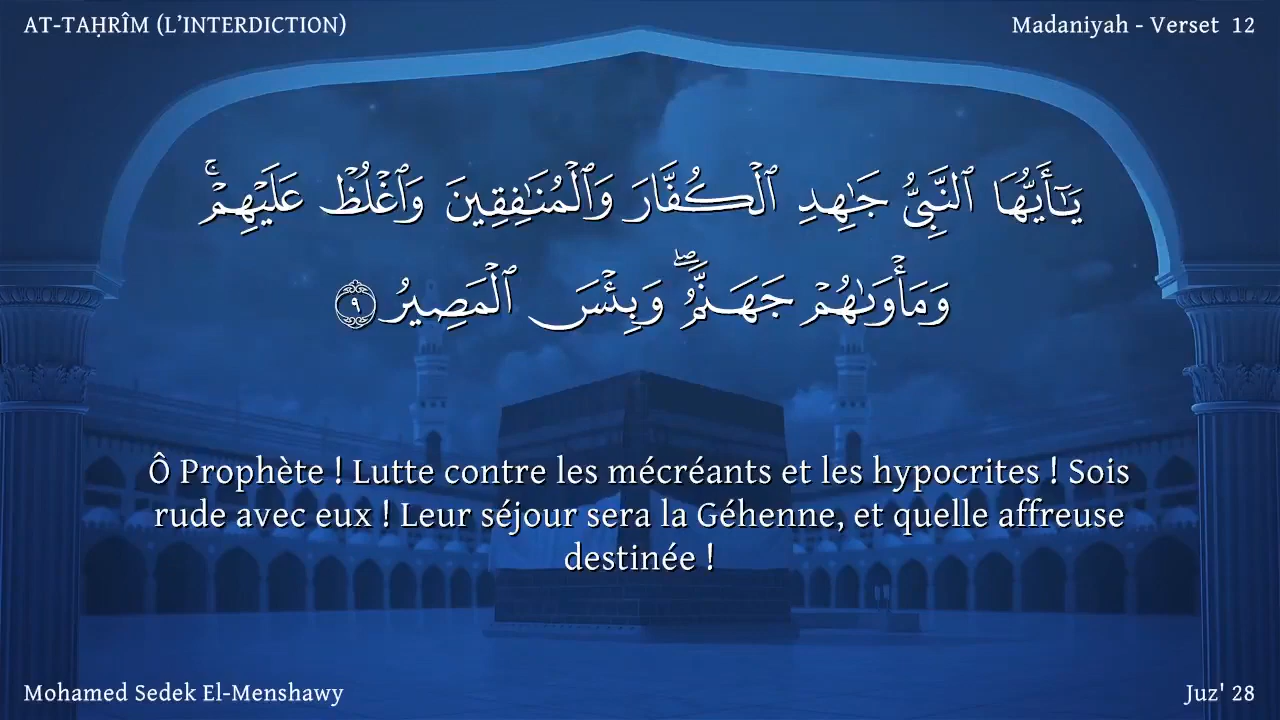 AT-TAḤRÎM (L’INTERDICTION)
Madaniyah - Verset 12
يَـٰٓأَيُّهَا ٱلنَّبِىُّ جَـٰهِدِ ٱلْكُفَّارَ وَٱلْمُنَـٰفِقِينَ وَٱغْلُظْ عَلَيْهِمْ ۚ
وَمَأْوَىٰهُمْ جَهَنَّمُ ۖ وَبِئْسَ ٱلْمَصِيرُ ٩
Ô Prophète ! Lutte contre les mécréants et les hypocrites ! Sois
rude avec eux ! Leur séjour sera la Géhenne, et quelle affreuse
destinée !
Mohamed Sedek El-Menshawy
Juz' 28